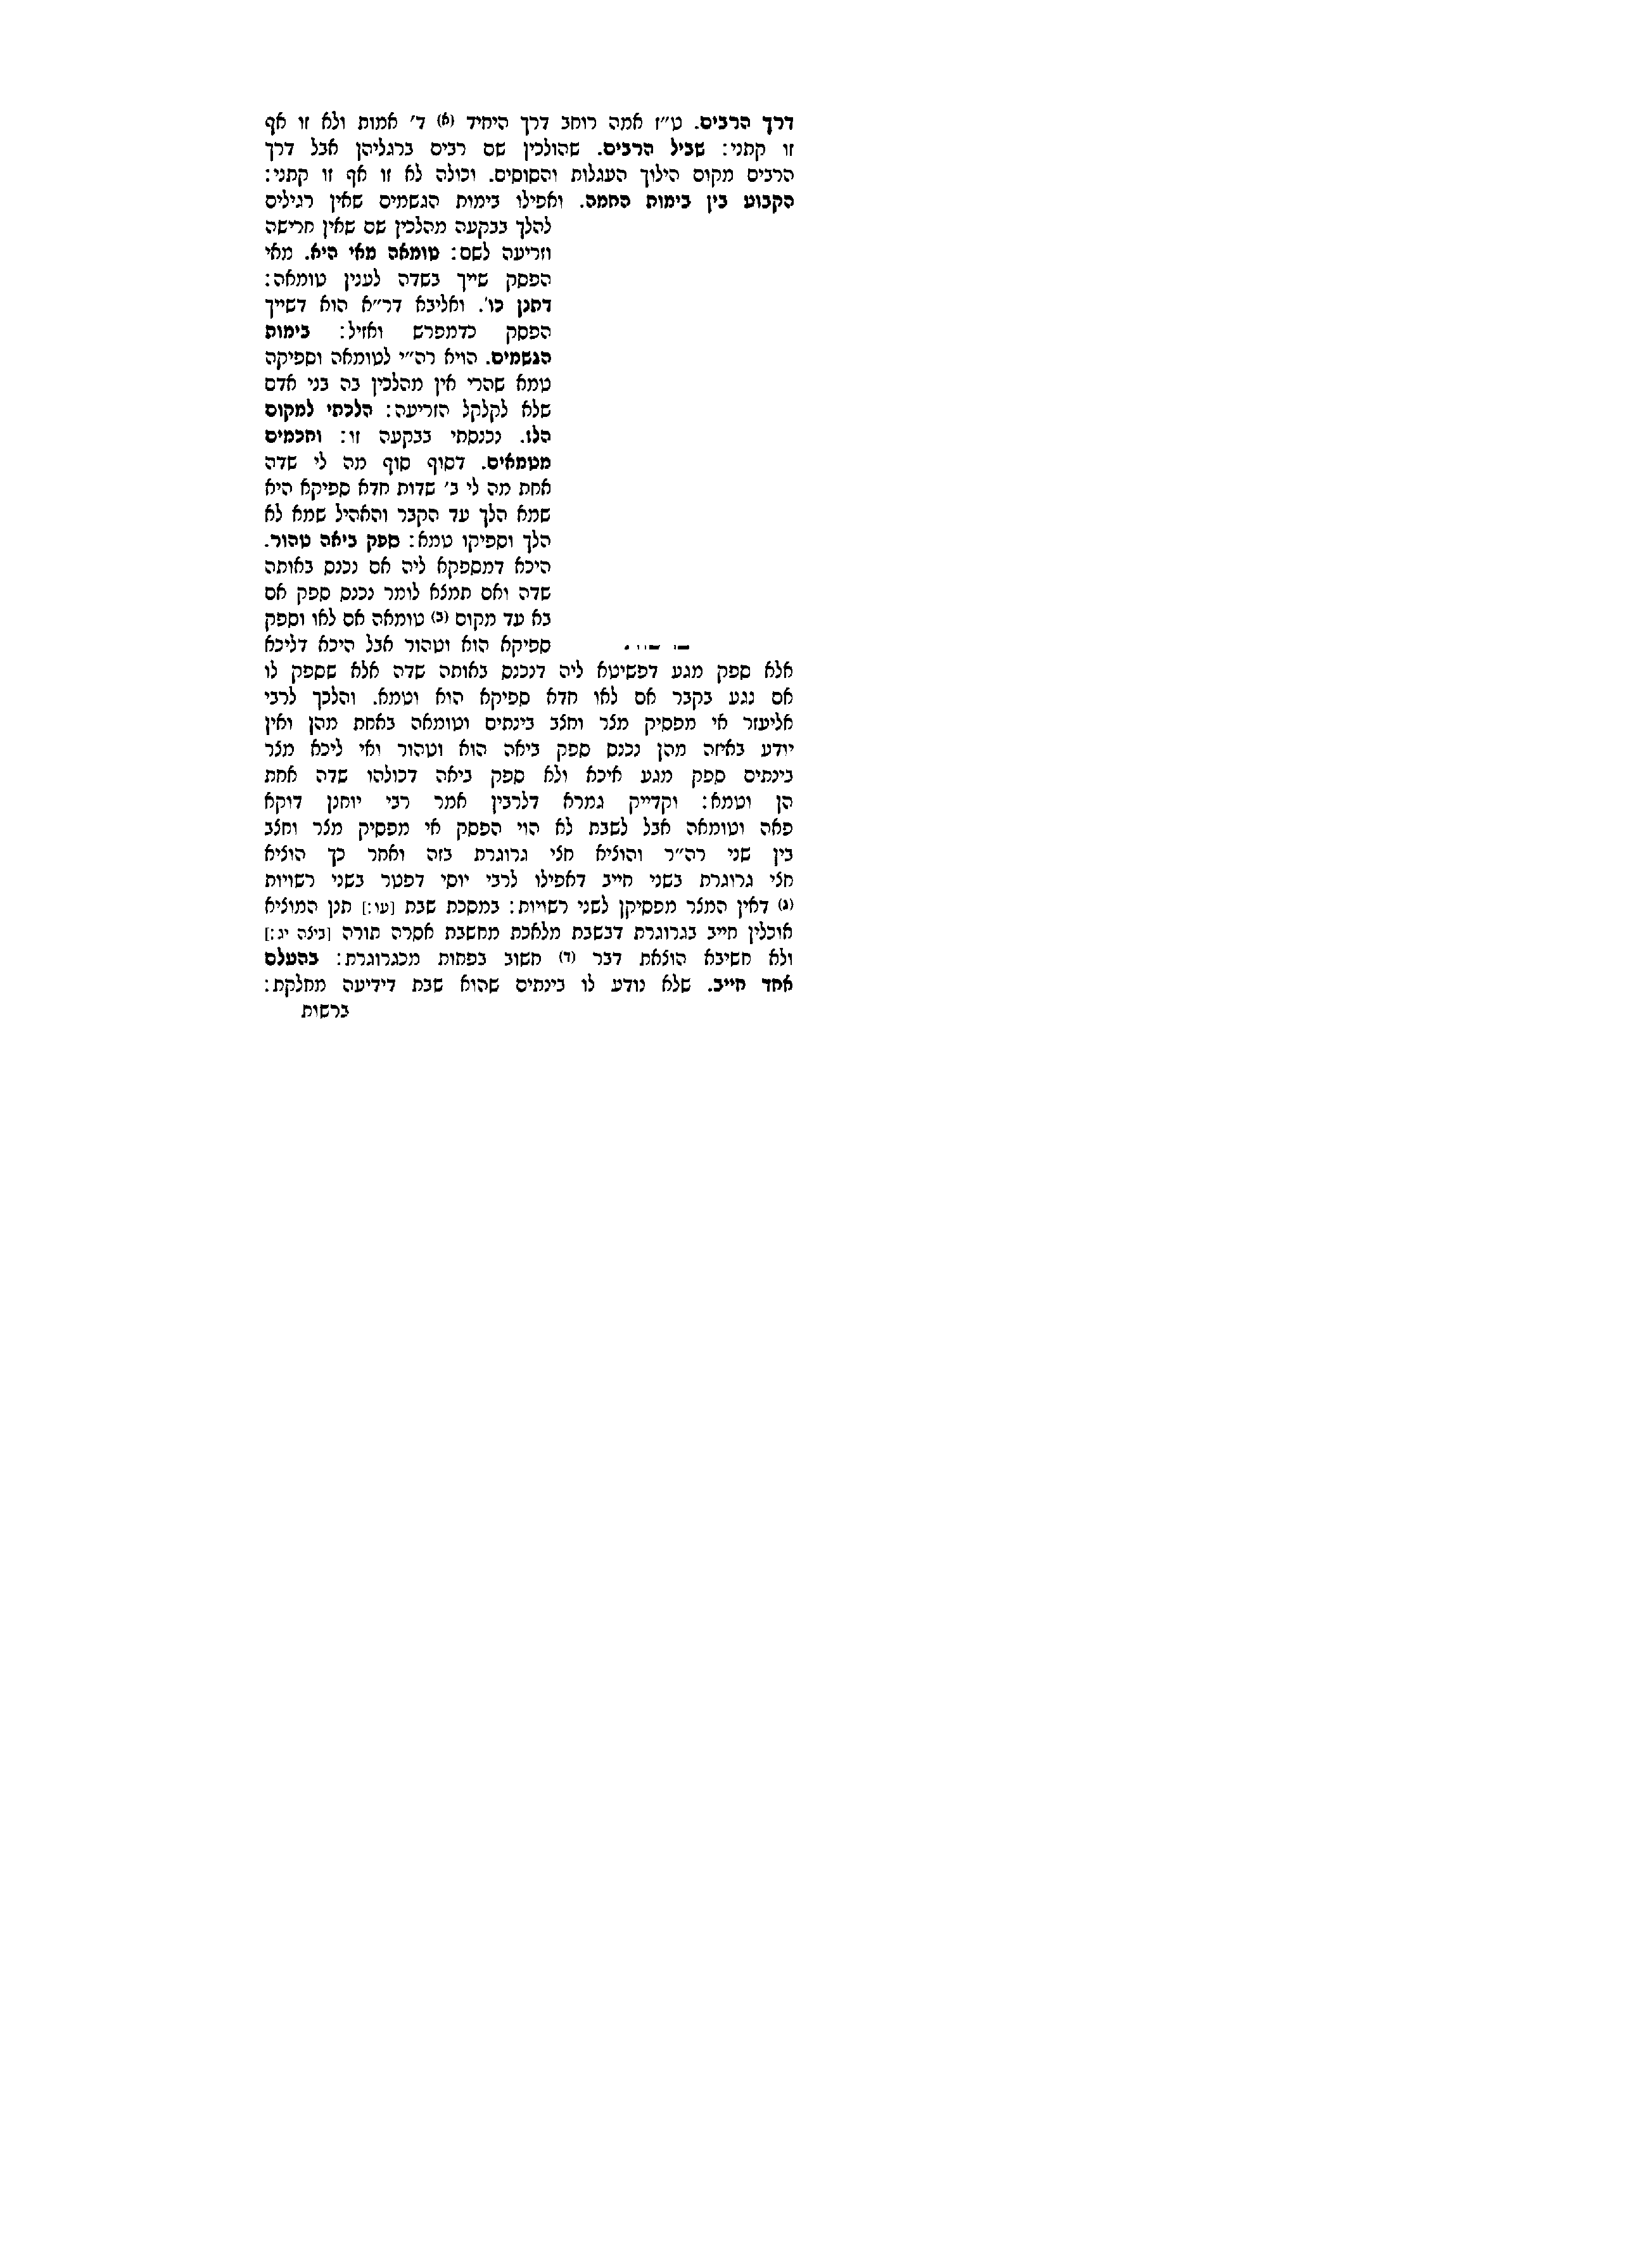 דרך הרבים. ט״ז אמה רוחב דרך היחיד (א) ד׳ אמות ולא זו אף
זו קתני: שביל הרבים. שהולכין שם רבים ברגליהן אבל דרך
הרבים מקום הילוך העגלות והסוסים. וכולה לא זו אף זו קתני:
הקבוע בין בימות החמה. ואפילו בימות הגשמים שאין רגילים
להלך בבקעה מהלכין שם שאין חרישה
וזריעה לשם: טומאה מאי היא. מאי
הפסק שייך בשדה לענין טומאה:
דתנן כו׳. ואליבא דר״א הוא דשייך
הפסק כדמפרש ואזיל: בימות
הגשמים. הויא רה״י לטומאה וספיקה
טמא שהרי אין מהלכין בה בני אדם
שלא לקלקל הזריעה: הלכתי למקום
הלז. נכנסתי בבקעה זו: וחכמים
מטמאים. דסוף סוף מה לי שדה
אחת מה לי ב׳ שדות חדא ספיקא היא
שמא הלך עד הקבר והאהיל שמא לא
הלך וספיקו טמא: ספק ביאה טהור.
היכא דמספקא ליה אם נכנס באותה
שדה ואם תמצא לומר נכנס ספק אם
בא עד מקום (ב) טומאה אם לאו וספק
ספיקא הוא וטהור אבל היכא דליכא
אלא ספק מגע דפשיטא ליה דנכנס באותה שדה אלא שספק לו
אם נגע בקבר אם לאו חדא ספיקא הוא וטמא. והלכך לרבי
אליעזר אי מפסיק מצר וחצב בינתים וטומאה באחת מהן ואין
יודע באיזה מהן נכנס ספק ביאה הוא וטהור ואי ליכא מצר
בינתים ספק מגע איכא ולא ספק ביאה דכולהו שדה אחת
הן וטמא: וקדייק גמרא דלרבין אמר רבי יוחנן דוקא
פאה וטומאה אבל לשבת לא הוי הפסק אי מפסיק מצר וחצב
בין שני רה״ר והוציא חצי גרוגרת בזה ואחר כך הוציא
חצי גרוגרת בשני חייב דאפילו לרבי יוסי דפטר בשני רשויות
(ג) דאין המצר מפסיקן לשני רשויות: במסכת שבת [עו:] תנן המוציא
אוכלין חייב בגרוגרת דבשבת מלאכת מחשבת אסרה תורה [ביצה יג:]
ולא חשיבא הוצאת דבר (ד) חשוב בפחות מכגרוגרת: בהעלם
אחד חייב. שלא נודע לו בינתים שהוא שבת דידיעה מחלקת:
ברשות